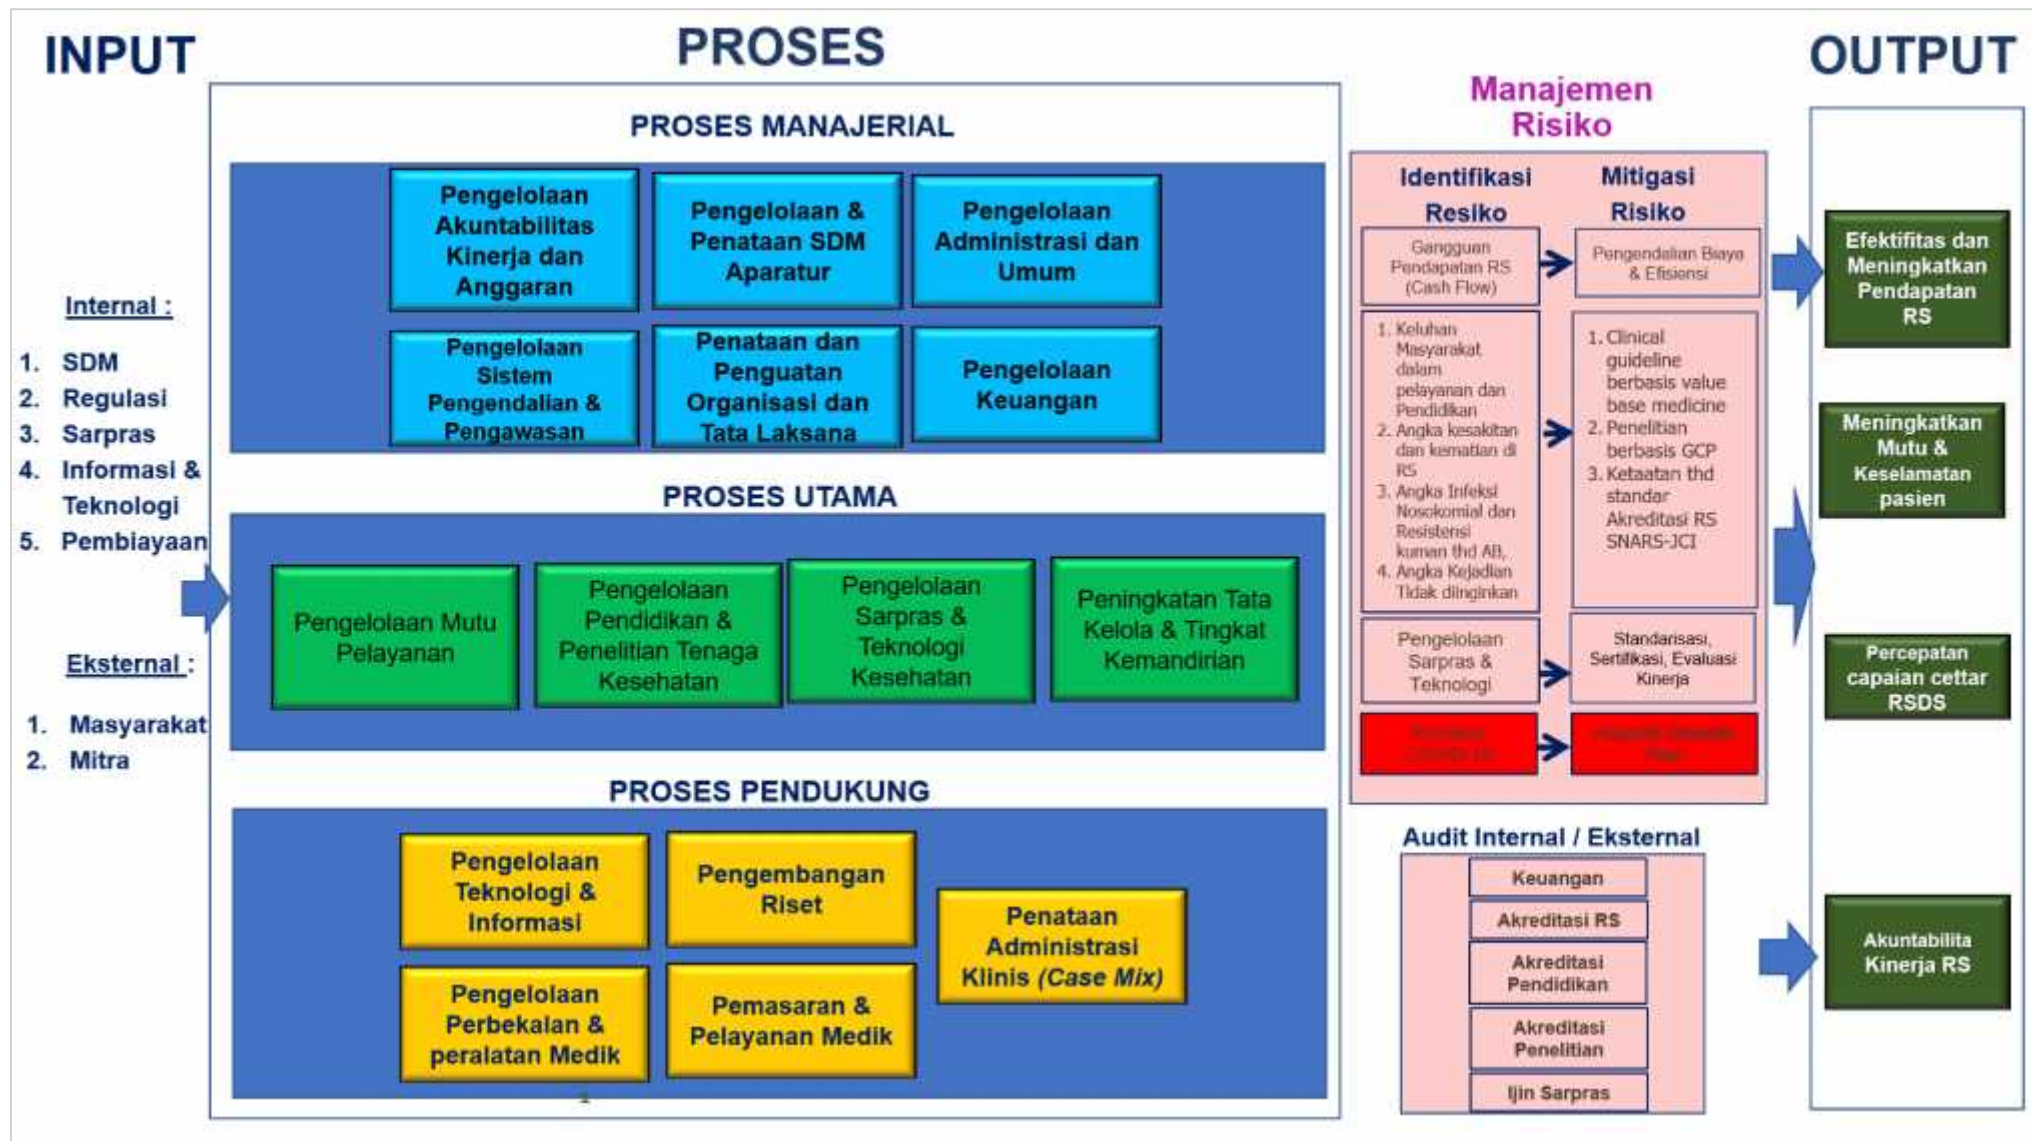 INPUT
PROSES
OUTPUT
Internal :
1. SDM
2. Regulasi
3. Sarpras
4. Informasi &
Teknologi
5. Pembiayaan
Eksternal :
1. Masyarakat
2. Mitra
PROSES MANAJERIAL
Pengelolaan
Akuntabilitas
Kinerja dan
Anggaran
Pengelolaan &
Penataan SDM
Aparatur
Pengelolaan
Administrasi dan
Umum
Pengelolaan
Sistem
Pengendalian &
Pengawasan
Penataan dan
Penguatan
Organisasi dan
Tata Laksana
Pengelolaan
Keuangan
PROSES UTAMA
Pengelolaan Mutu
Pelayanan
Pengelolaan
Pendidikan &
Penelitian Tenaga
Kesehatan
Pengelolaan
Sarpras &
Teknologi
Kesehatan
Peningkatan Tata
Kelola & Tingkat
Kemandirian
PROSES PENDUKUNG
Pengelolaan
Teknologi &
Informasi
Pengembangan
Riset
Penataan
Administrasi
Klinis (Case Mix)
Pengelolaan
Perbekalan &
peralatan Medik
Pemasaran &
Pelayanan Medik
Manajemen
Risiko
Identifikasi
Resiko
Mitigasi
Risiko
Gangguan
Pendapatan RS
(Cash Flow)
Pengendalian Biaya
& Efisiensi
1. Keluhan
Masyarakat
dalam
pelayanan dan
Pendidikan
2. Angka kesakitan
dan kematian di
RS
3. Angka Infeksi
Nosokomial dan
Resistensi
kuman thd AB,
4. Angka Kejadian
Tidak diinginkan
1. Clinical
guideline
berbasis value
base medicine
2. Penelitian
berbasis GCP
3. Ketaatan thd
standar
Akreditasi RS
SNARS-JCI
Pengelolaan
Sarpras &
Teknologi
Standarisasi,
Sertifikasi, Evaluasi
Kinerja
Audit Internal / Eksternal
Keuangan
Akreditasi RS
Akreditasi
Pendidikan
Akreditasi
Penelitian
Ijin Sarpras
Efektifitas dan
Meningkatkan
Pendapatan
RS
Meningkatkan
Mutu &
Keselamatan
pasien
Percepatan
capaian cettar
RSDS
Akuntabilita
Kinerja RS